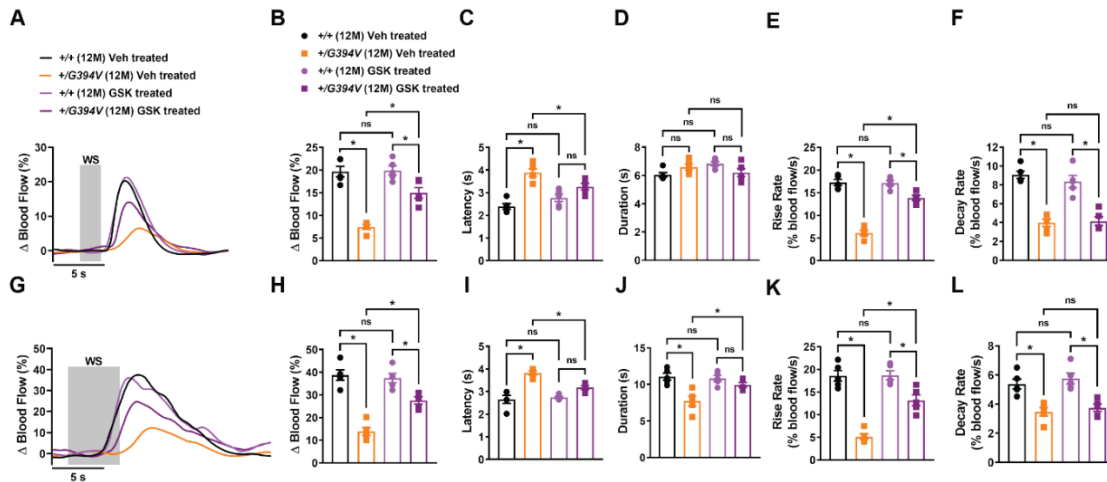 A
+/+ (12M) Veh treated
+/G394V (12M) Veh treated
+/+ (12M) GSK treated
+/G394V (12M) GSK treated
WS
Δ Blood Flow (%)
30
20
10
0
5 s
B
+/+ (12M) Veh treated
+/G394V (12M) Veh treated
+/+ (12M) GSK treated
+/G394V (12M) GSK treated
*
ns
*
*
Δ Blood Flow (%)
25
20
15
10
5
0
C
*
ns
*
ns
Latency (s)
5
4
3
2
1
0
D
ns
ns
ns
ns
Duration (s)
10
8
6
4
2
0
E
*
ns
*
*
Rise Rate
(% blood flow/s)
25
20
15
10
5
0
F
ns
ns
*
*
Decay Rate
(% blood flow/s)
12
10
8
6
4
2
0
G
WS
Δ Blood Flow (%)
50
40
30
20
10
0
5 s
H
*
ns
*
*
Δ Blood Flow (%)
50
40
30
20
10
0
I
*
ns
*
ns
Latency (s)
5
4
3
2
1
0
J
*
ns
*
ns
Duration (s)
15
10
5
0
K
*
ns
*
*
Rise Rate
(% blood flow/s)
25
20
15
10
5
0
L
ns
ns
*
*
Decay Rate
(% blood flow/s)
8
6
4
2
0